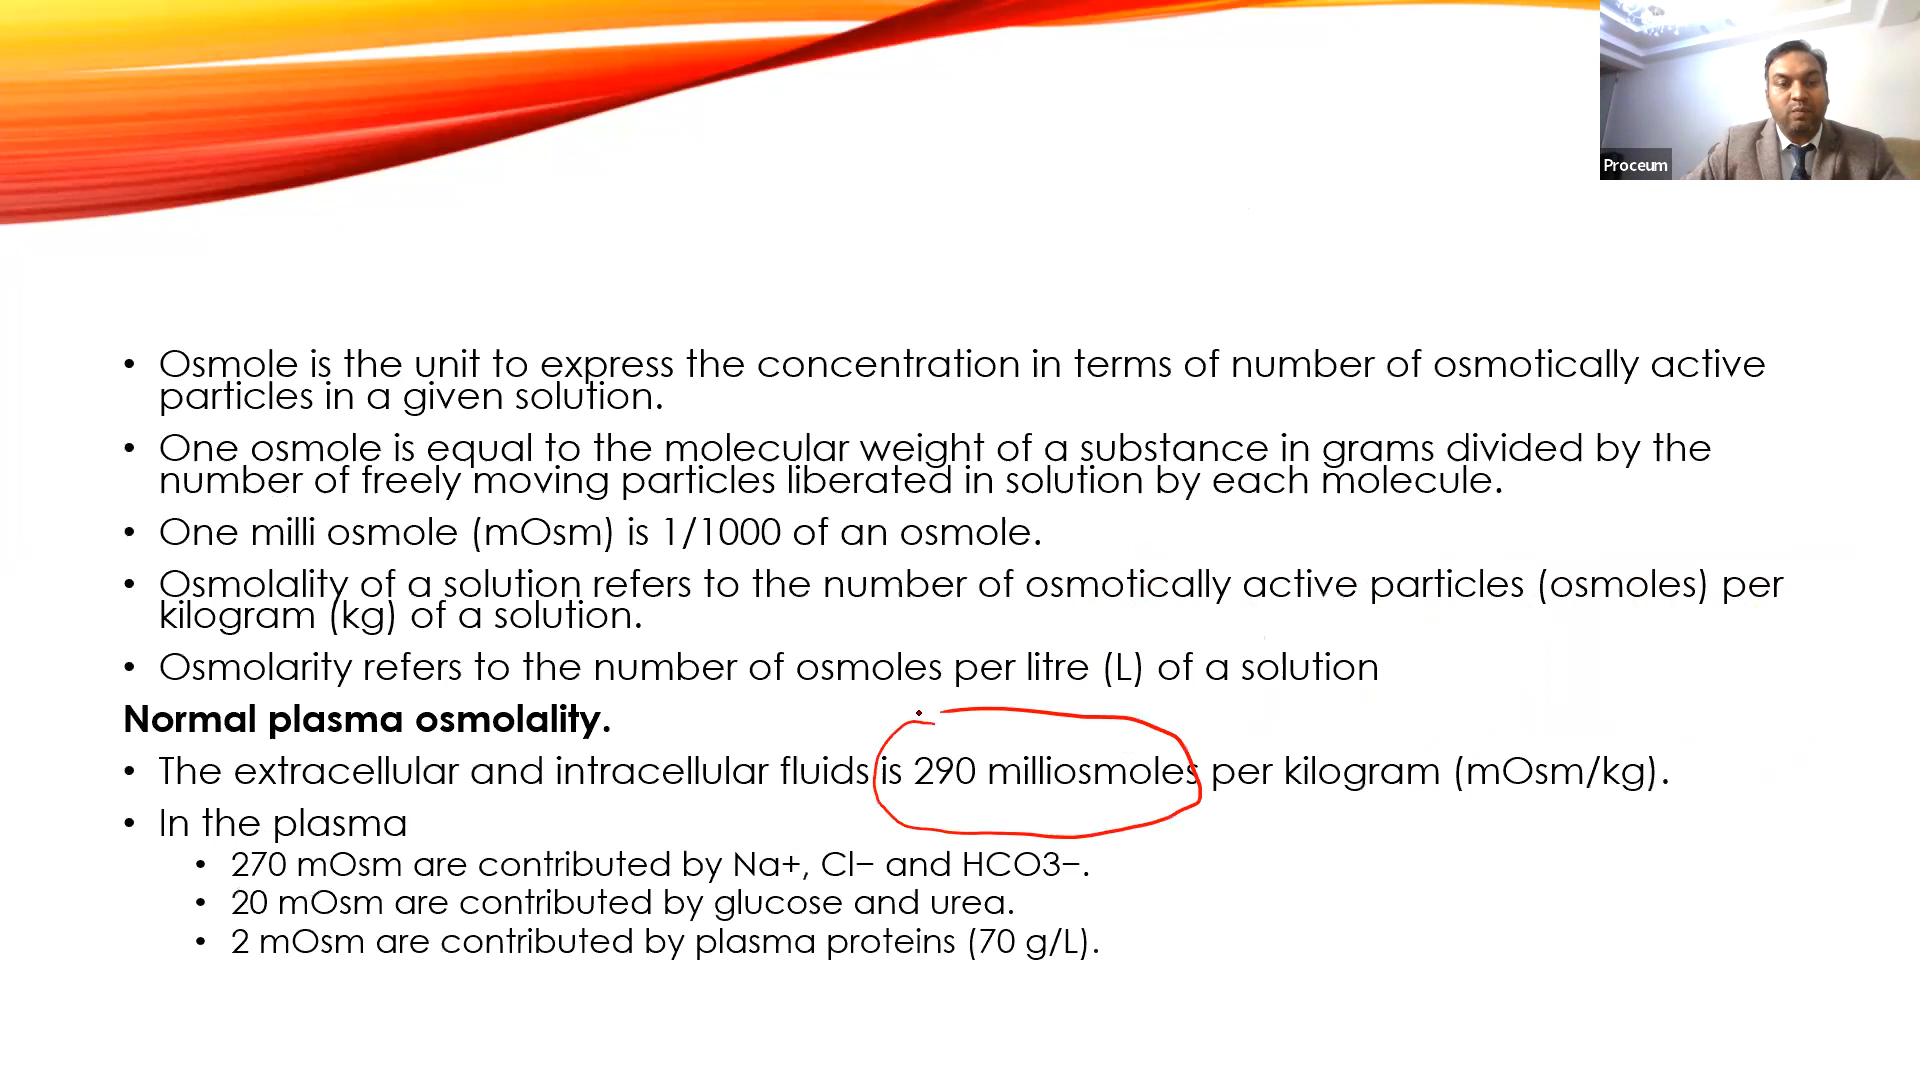 Proceum
• Osmole is the unit to express the concentration in terms of number of osmotically active
particles in a given solution.
• One osmole is equal to the molecular weight of a substance in grams divided by the
number of freely moving particles liberated in solution by each molecule.
• One milli osmole (mOsm) is 1/1000 of an osmole.
• Osmolality of a solution refers to the number of osmotically active particles (osmoles) per
kilogram (kg) of a solution.
• Osmolarity refers to the number of osmoles per litre (L) of a solution
Normal plasma osmolality.
• The extracellular and intracellular fluids is 290 milliosmoles per kilogram (mOsm/kg).
• In the plasma
• 270 mOsm are contributed by Na+, Cl− and HCO3−.
• 20 mOsm are contributed by glucose and urea.
• 2 mOsm are contributed by plasma proteins (70 g/L).